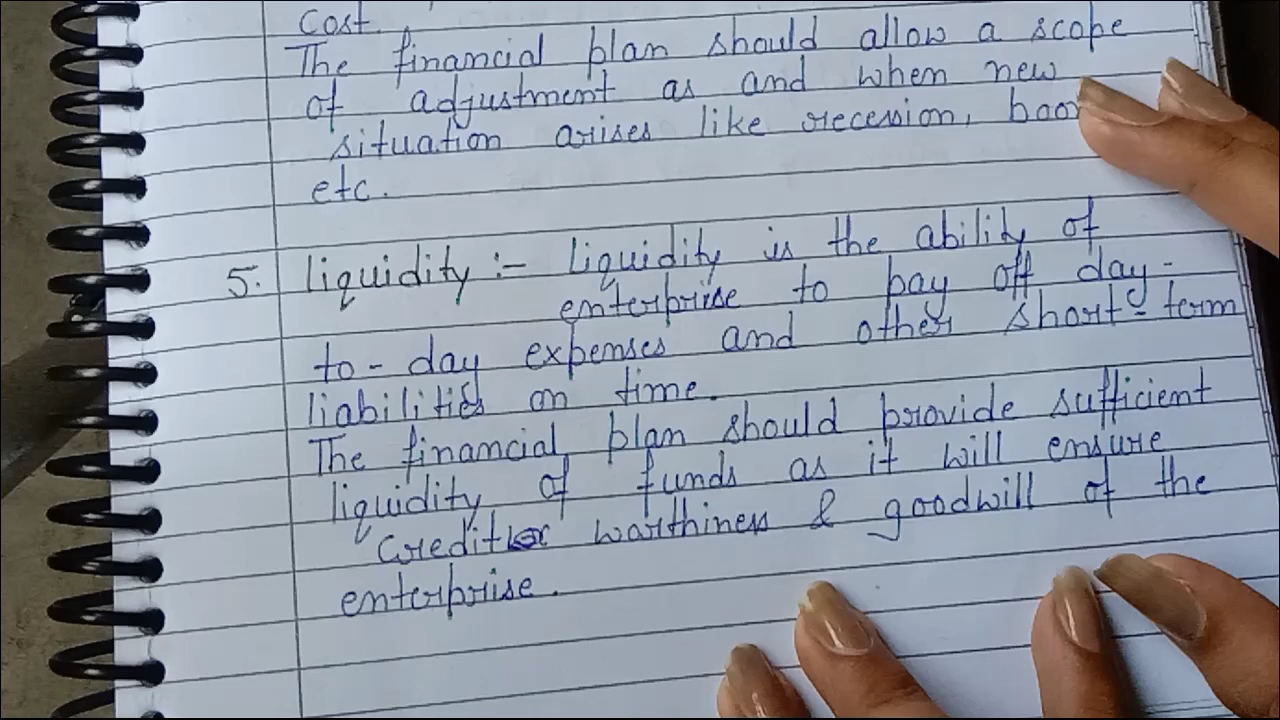 Cost.
The financial plan should allow a scope
of adjustment as and when new
situation arises like recession,
etc.
5. liquidity :- liquidity is the ability of
enterprise to pay off day-
to-day expenses and other short-term
liabilities on time.
The financial plan should provide sufficient
liquidity of funds as it will ensure
Credit worthiness & goodwill of the
enterprise.